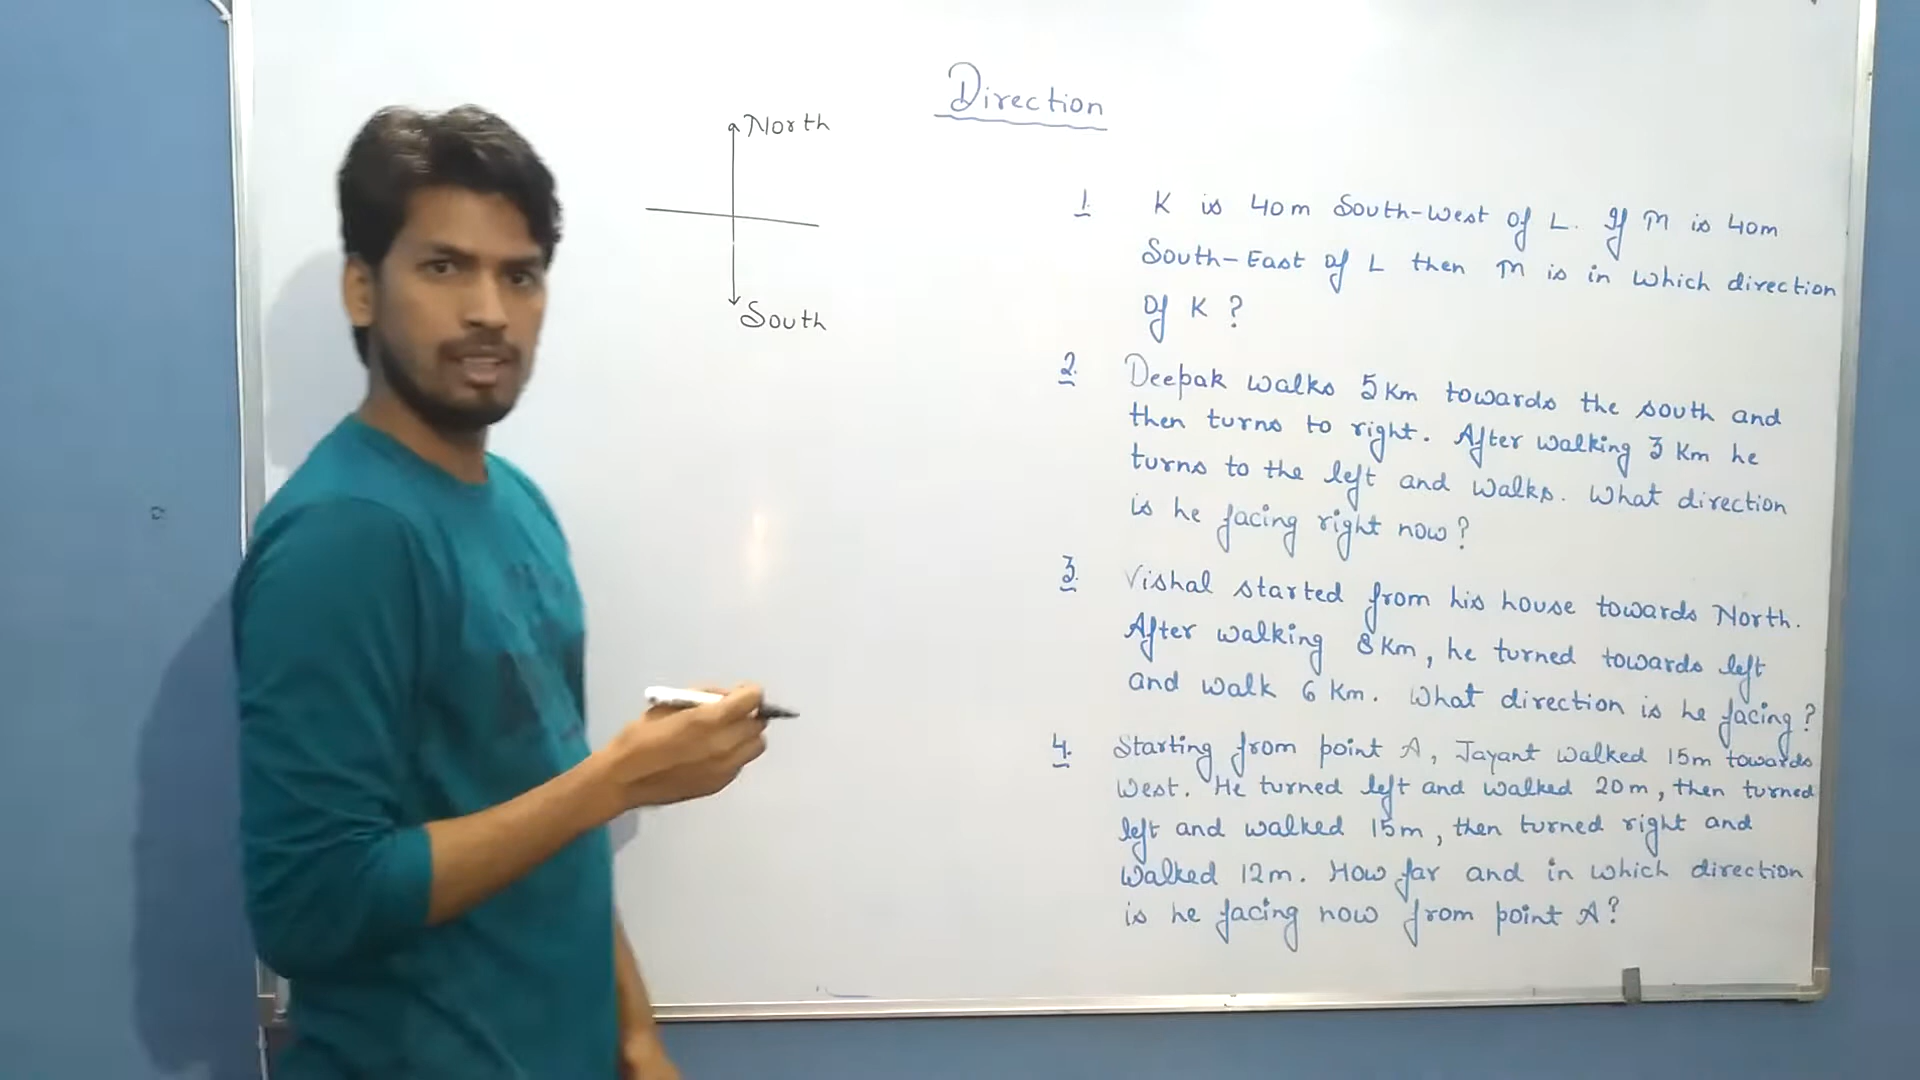 Direction
North
South
1. K is 40m South-West of L. If M is 40m
South-East of L then M is in which direction
of K ?
2. Deepak walks 5 Km towards the south and
then turns to right. After walking 3 Km he
turns to the left and walks. What direction
is he facing right now?
3. Vishal started from his house towards North.
After walking 8 Km, he turned towards left
and walk 6 Km. What direction is he facing?
4. Starting from point A, Jayant walked 15m towards
West. He turned left and walked 20m, then turned
left and walked 15m, then turned right and
walked 12m. How far and in which direction
is he facing now from point A?